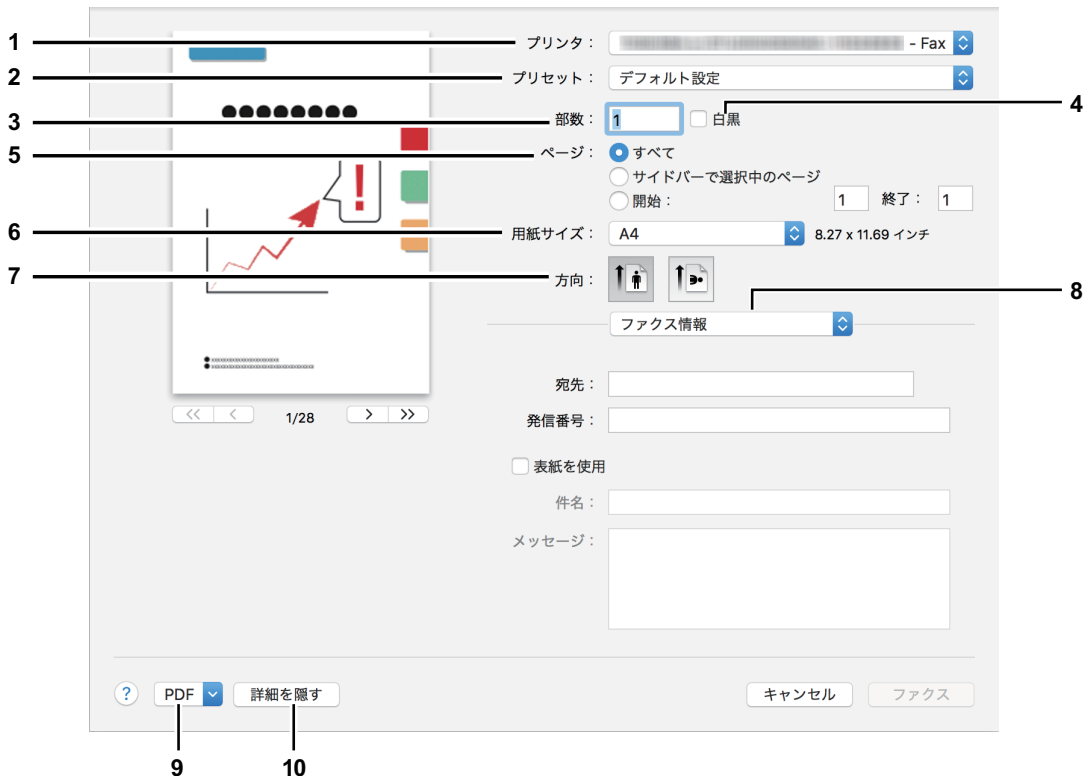 1 プリンタ： - Fax
2 プリセット： デフォルト設定
3 部数： 1 白黒 4
5 ページ： すべて
サイドバーで選択中のページ
開始： 1 終了： 1
6 用紙サイズ： A4 8.27 x 11.69 インチ
7 方向：
8
ファクス情報
宛先：
1/28
発信番号：
表紙を使用
件名：
メッセージ：
? PDF 詳細を隠す キャンセル ファクス
9 10